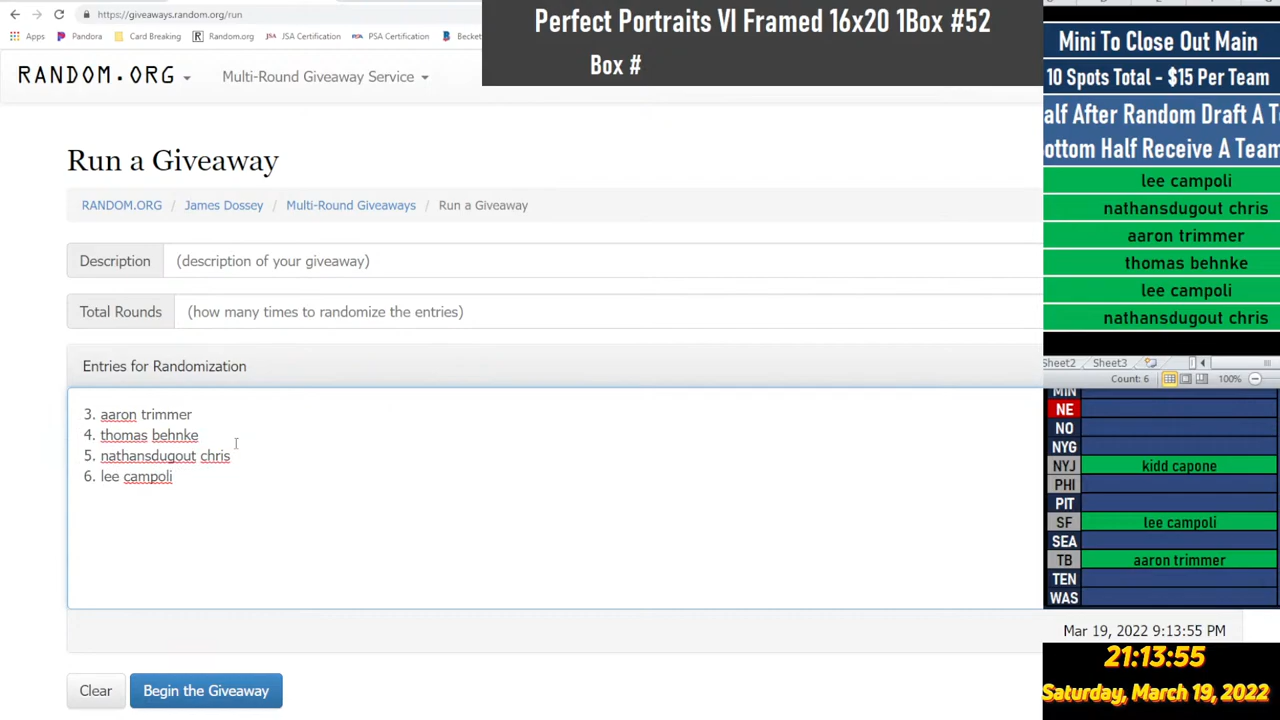 https://giveaways.random.org/run
Apps Pandora Card Breaking Random.org JSA Certification PSA Certification Becket
Perfect Portraits VI Framed 16x20 1Box #52
Box #
RANDOM.ORG Multi-Round Giveaway Service
Run a Giveaway
RANDOM.ORG / James Dossey / Multi-Round Giveaways / Run a Giveaway
Description (description of your giveaway)
Total Rounds (how many times to randomize the entries)
Entries for Randomization
3. aaron trimmer
4. thomas behnke
5. nathansdugout chris
6. lee campoli
Clear Begin the Giveaway
Mini To Close Out Main
10 Spots Total - $15 Per Team
alf After Random Draft A T
ottom Half Receive A Team
lee campoli
nathansdugout chris
aaron trimmer
thomas behnke
lee campoli
nathansdugout chris
Sheet2 Sheet3
Count: 6 100%
MIN
NE
NO
NYG
NYJ kidd capone
PHI
PIT
SF lee campoli
SEA
TB aaron trimmer
TEN
WAS
Mar 19, 2022 9:13:55 PM
21:13:55
Saturday, March 19, 2022